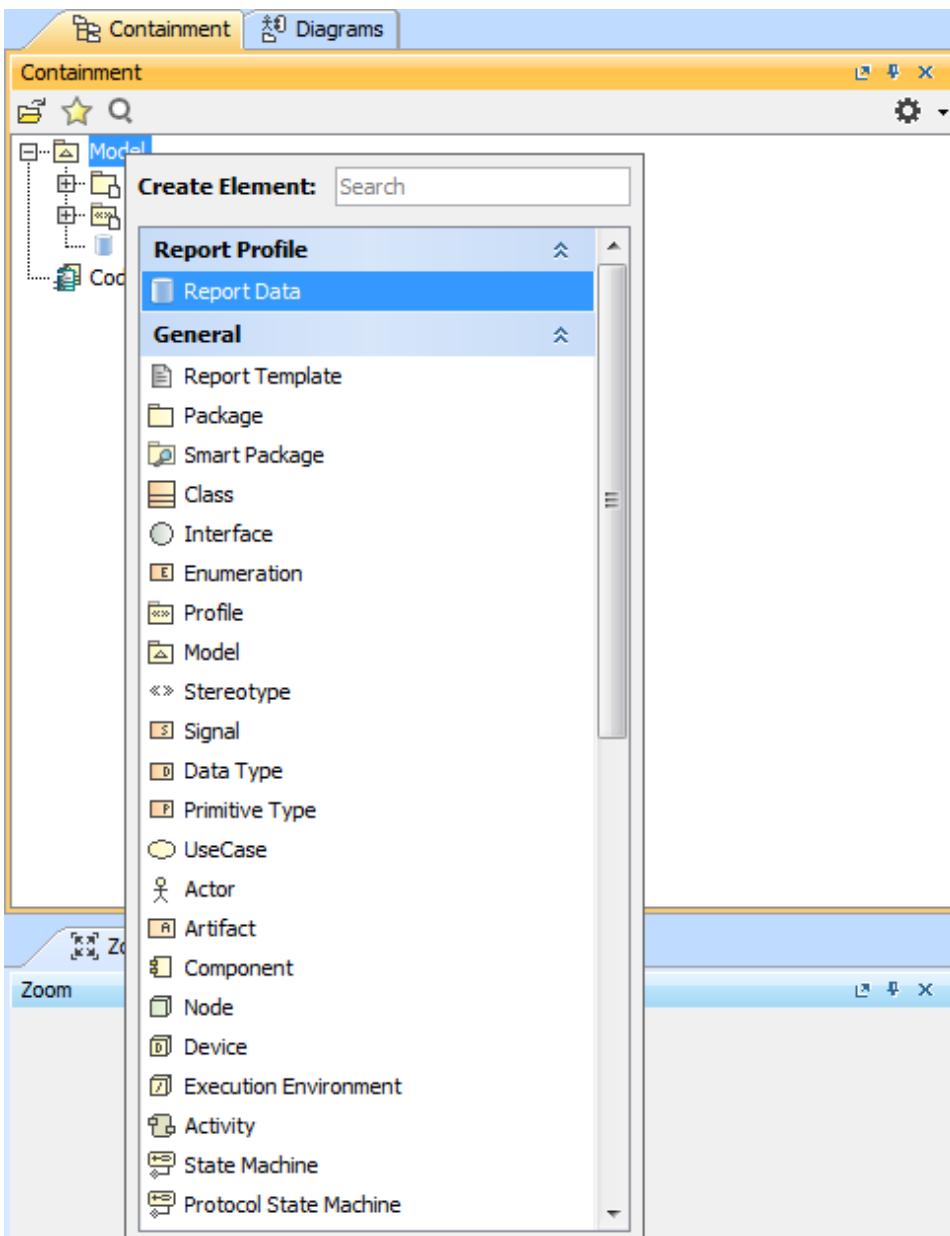 Containment Diagrams
Containment
Model
Create Element: Search
Report Profile
Report Data
Cod
General
Report Template
Package
Smart Package
Class
Interface
E Enumeration
«» Profile
Model
«» Stereotype
S Signal
D Data Type
P Primitive Type
UseCase
Actor
A Artifact
Zo
Component
Zoom
Node
D Device
Execution Environment
Activity
State Machine
Protocol State Machine